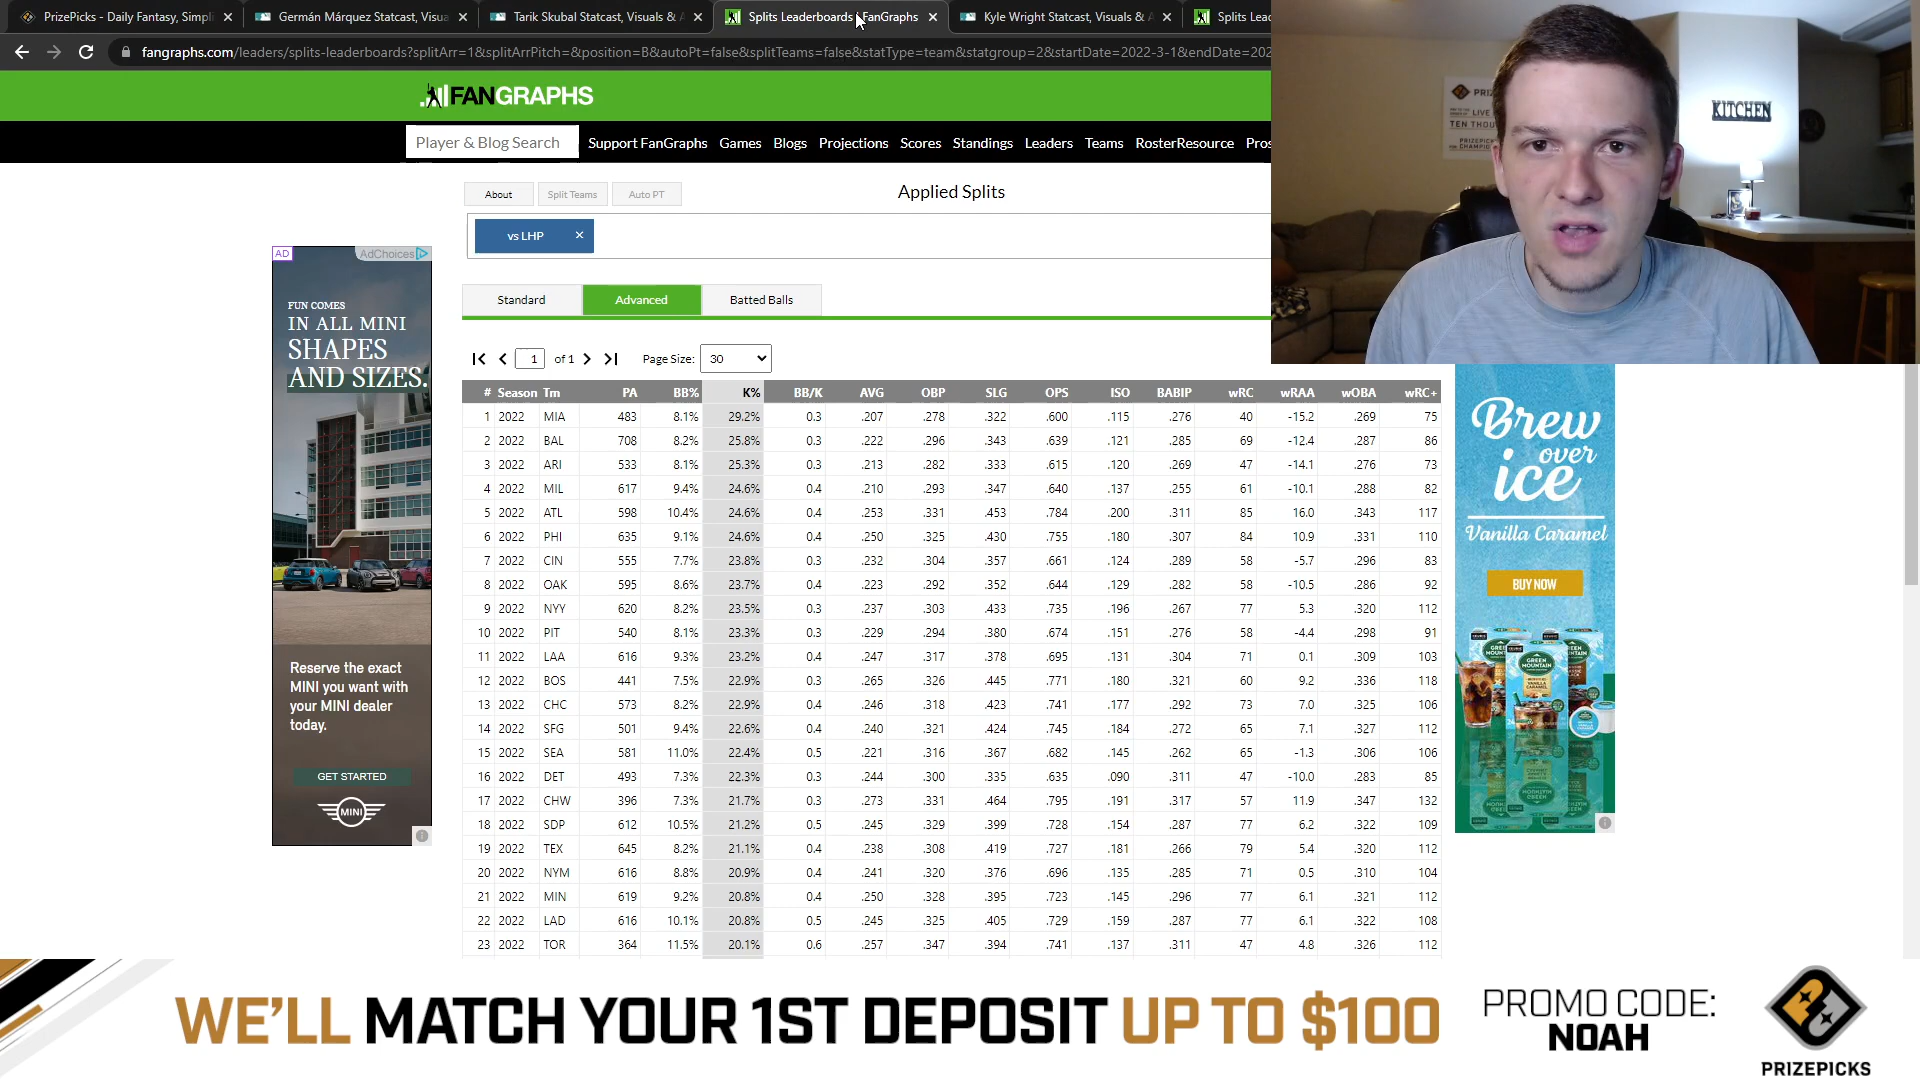 PrizePicks - Daily Fantasy, Simpl
Germán Márquez Statcast, Visua
Tarik Skubal Statcast, Visuals &
Splits Leaderboards | FanGraphs
Kyle Wright Statcast, Visuals &
Splits Lea
fangraphs.com/leaders/splits-leaderboards?splitArr=1&splitArrPitch=&position=B&autoPt=false&splitTeams=false&statType=team&statgroup=2&startDate=2022-3-1&endDate=202
FANGRAPHS
Player & Blog Search Support FanGraphs Games Blogs Projections Scores Standings Leaders Teams RosterResource Pros
About Split Teams Auto PT Applied Splits
vs LHP ×
Standard Advanced Batted Balls
1 of 1 Page Size: 30
# Season Tm PA BB% K% BB/K AVG OBP SLG OPS ISO BABIP wRC wRAA wOBA wRC+
1 2022 MIA 483 8.1% 29.2% 0.3 .207 .278 .322 .600 .115 .276 40 -15.2 .269 75
2 2022 BAL 708 8.2% 25.8% 0.3 .222 .296 .343 .639 .121 .285 69 -12.4 .287 86
3 2022 ARI 533 8.1% 25.3% 0.3 .213 .282 .333 .615 .120 .269 47 -14.1 .276 73
4 2022 MIL 617 9.4% 24.6% 0.4 .210 .293 .347 .640 .137 .255 61 -10.1 .288 82
5 2022 ATL 598 10.4% 24.6% 0.4 .253 .331 .453 .784 .200 .311 85 16.0 .343 117
6 2022 PHI 635 9.1% 24.6% 0.4 .250 .325 .430 .755 .180 .307 84 10.9 .331 110
7 2022 CIN 555 7.7% 23.8% 0.3 .232 .304 .357 .661 .124 .289 58 -5.7 .296 83
8 2022 OAK 595 8.6% 23.7% 0.4 .223 .292 .352 .644 .129 .282 58 -10.5 .286 92
9 2022 NYY 620 8.2% 23.5% 0.3 .237 .303 .433 .735 .196 .267 77 5.3 .320 112
10 2022 PIT 540 8.1% 23.3% 0.3 .229 .294 .380 .674 .151 .276 58 -4.4 .298 91
11 2022 LAA 616 9.3% 23.2% 0.4 .247 .317 .378 .695 .131 .304 71 0.1 .309 103
12 2022 BOS 441 7.5% 22.9% 0.3 .265 .326 .445 .771 .180 .321 60 9.2 .336 118
13 2022 CHC 573 8.2% 22.9% 0.4 .246 .318 .423 .741 .177 .292 73 7.0 .325 106
14 2022 SFG 501 9.4% 22.6% 0.4 .240 .321 .424 .745 .184 .272 65 7.1 .327 112
15 2022 SEA 581 11.0% 22.4% 0.5 .221 .316 .367 .682 .145 .262 65 -1.3 .306 106
16 2022 DET 493 7.3% 22.3% 0.3 .244 .300 .335 .635 .090 .311 47 -10.0 .283 85
17 2022 CHW 396 7.3% 21.7% 0.3 .273 .331 .464 .795 .191 .317 57 11.9 .347 132
18 2022 SDP 612 10.5% 21.2% 0.5 .245 .329 .399 .728 .154 .287 77 6.2 .322 109
19 2022 TEX 645 8.2% 21.1% 0.4 .238 .308 .419 .727 .181 .266 79 5.4 .320 112
20 2022 NYM 616 8.8% 20.9% 0.4 .241 .320 .376 .696 .135 .285 71 0.5 .310 104
21 2022 MIN 619 9.2% 20.8% 0.4 .250 .328 .395 .723 .145 .296 77 6.1 .321 112
22 2022 LAD 616 10.1% 20.8% 0.5 .245 .325 .405 .729 .159 .287 77 6.1 .322 108
23 2022 TOR 364 11.5% 20.1% 0.6 .257 .347 .394 .741 .137 .311 47 4.8 .326 112
AD
AdChoices
FUN COMES
IN ALL MINI
SHAPES
AND SIZES.
Reserve the exact
MINI you want with
your MINI dealer
today.
GET STARTED
MINI
KITCHEN
Brew
over
ice
Vanilla Caramel
BUY NOW
WE'LL MATCH YOUR 1ST DEPOSIT UP TO $100
PROMO CODE:
NOAH
PRIZEPICKS